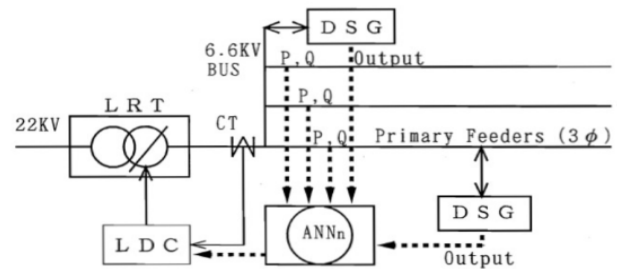 DSG
6.6KV
BUS
P,Q Output
LRT
P,Q
22KV
CT
P,Q Primary Feeders (3φ)
DSG
ANNn
LDC
Output